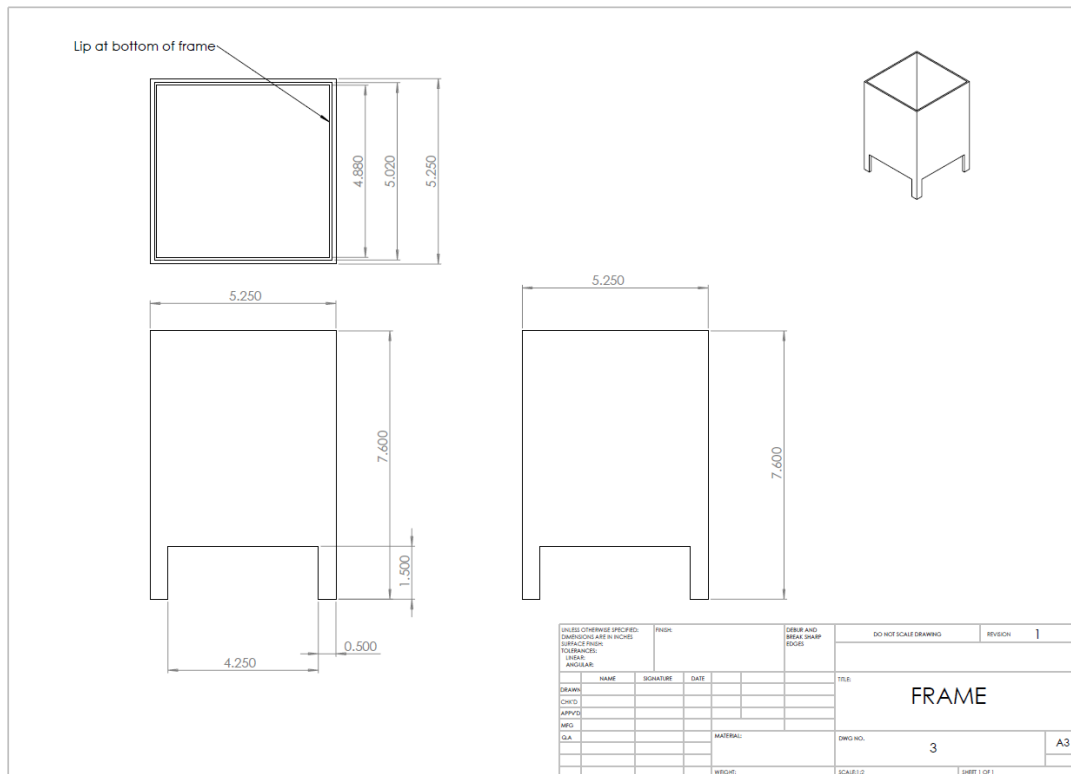 Lip at bottom of frame
4.880
5.020
5.250
5.250
5.250
7.600
7.600
1.500
0.500
4.250
UNLESS OTHERWISE SPECIFIED:
DIMENSIONS ARE IN INCHES
SURFACE FINISH:
TOLERANCES:
LINEAR:
ANGULAR:
FINISH:
DEBUR AND
BREAK SHARP
EDGES
DO NOT SCALE DRAWING
REVISION 1
NAME SIGNATURE DATE
DRAWN
CHK'D
APPV'D
MFG
Q.A
MATERIAL:
WEIGHT:
TITLE:
FRAME
DWG NO.
3
A3
SCALE:1:2
SHEET 1 OF 1